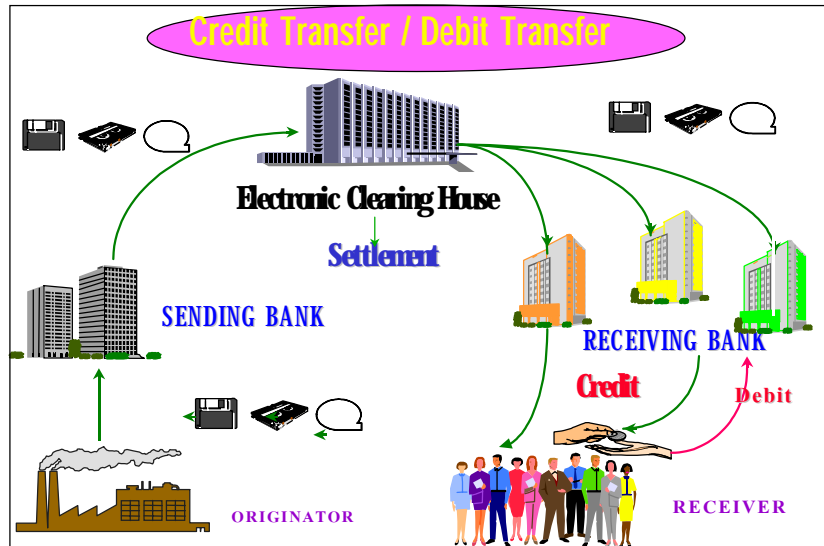 Credit Transfer / Debit Transfer
Electronic Clearing House
Settlement
SENDING BANK
RECEIVING BANK
Credit
Debit
ORIGINATOR
RECEIVER